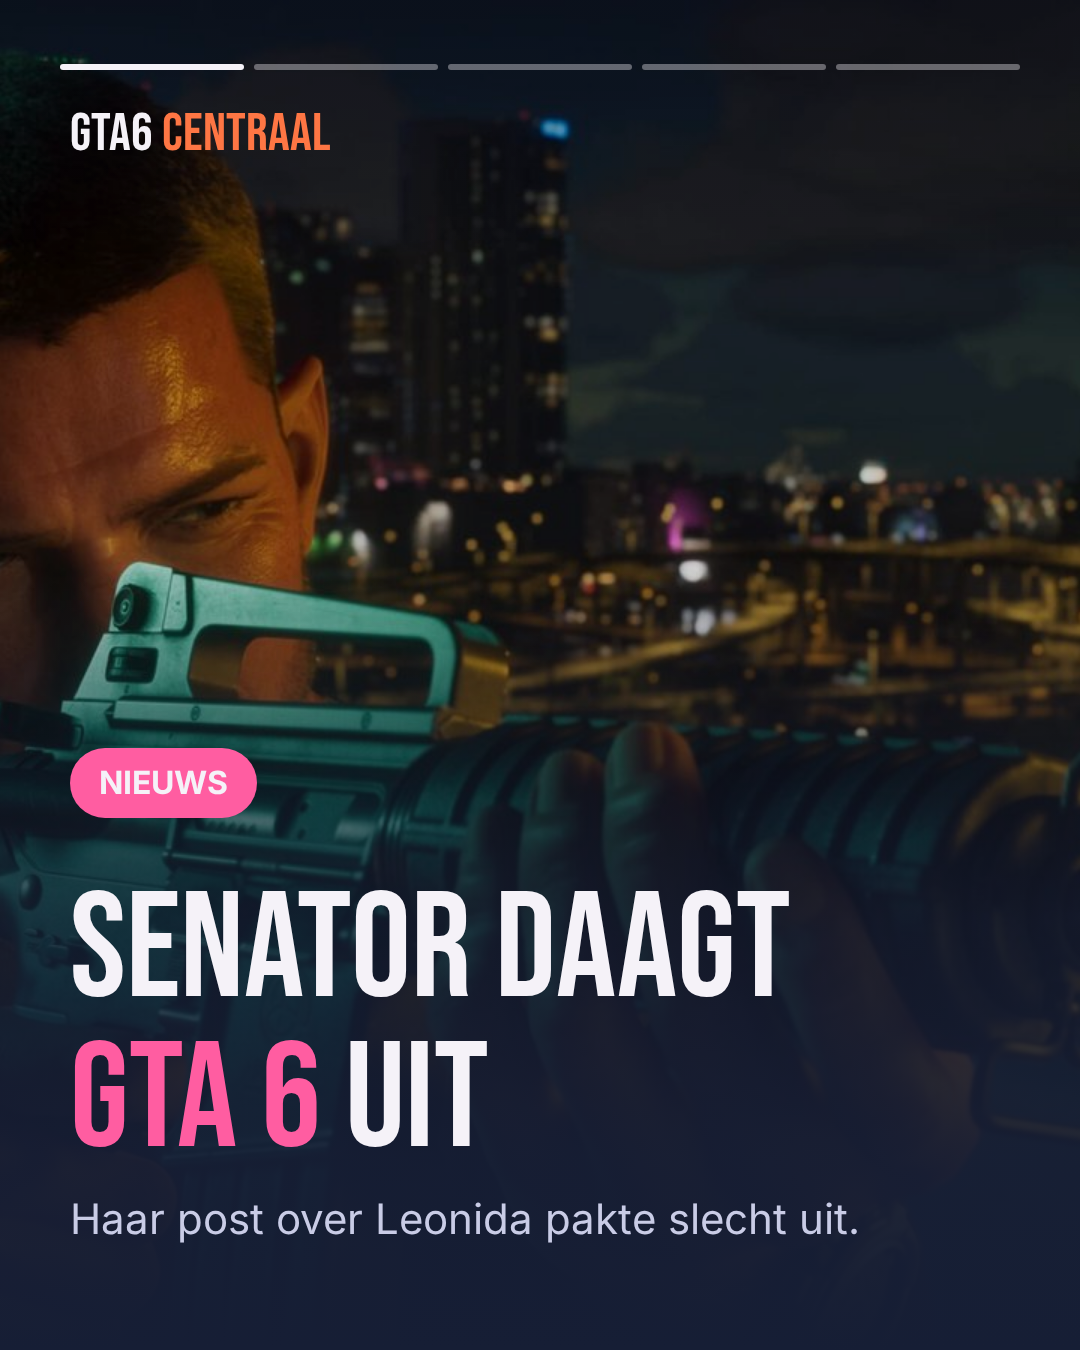 GTA6 CENTRAAL
NIEUWS
SENATOR DAAGT
GTA 6 UIT
Haar post over Leonida pakte slecht uit.